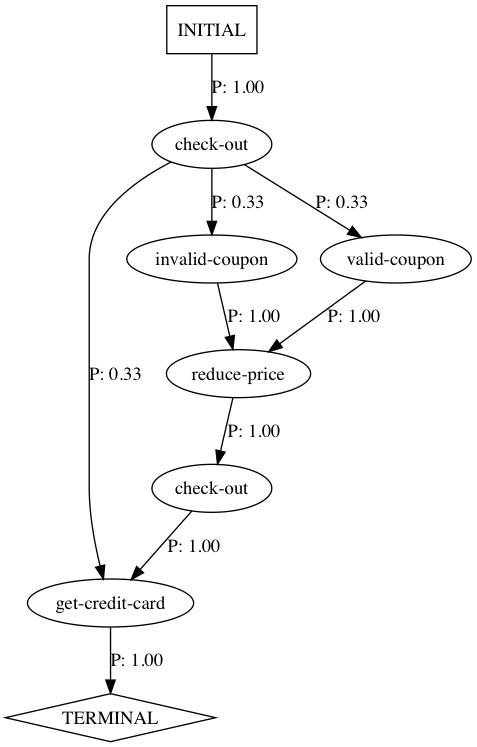 INITIAL
P: 1.00
check-out
P: 0.33
P: 0.33
invalid-coupon
valid-coupon
P: 1.00
P: 1.00
P: 0.33
reduce-price
P: 1.00
check-out
P: 1.00
get-credit-card
P: 1.00
TERMINAL